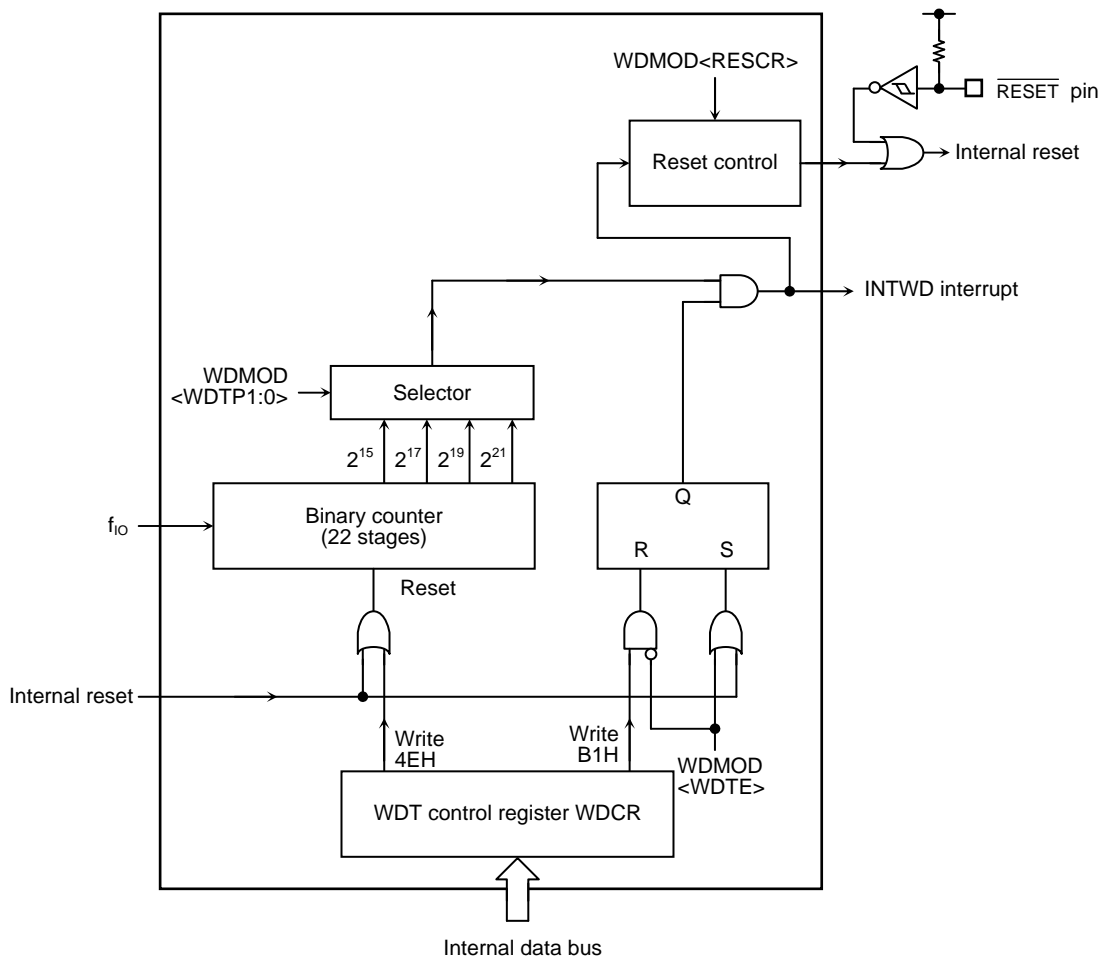 WDMOD<RESCR>
RESET pin
Reset control
Internal reset
INTWD interrupt
WDMOD
<WDTP1:0>
Selector
2^15 2^17 2^19 2^21
Q
f_IO
Binary counter
(22 stages)
R S
Reset
Internal reset
Write
4EH
Write
B1H
WDMOD
<WDTE>
WDT control register WDCR
Internal data bus